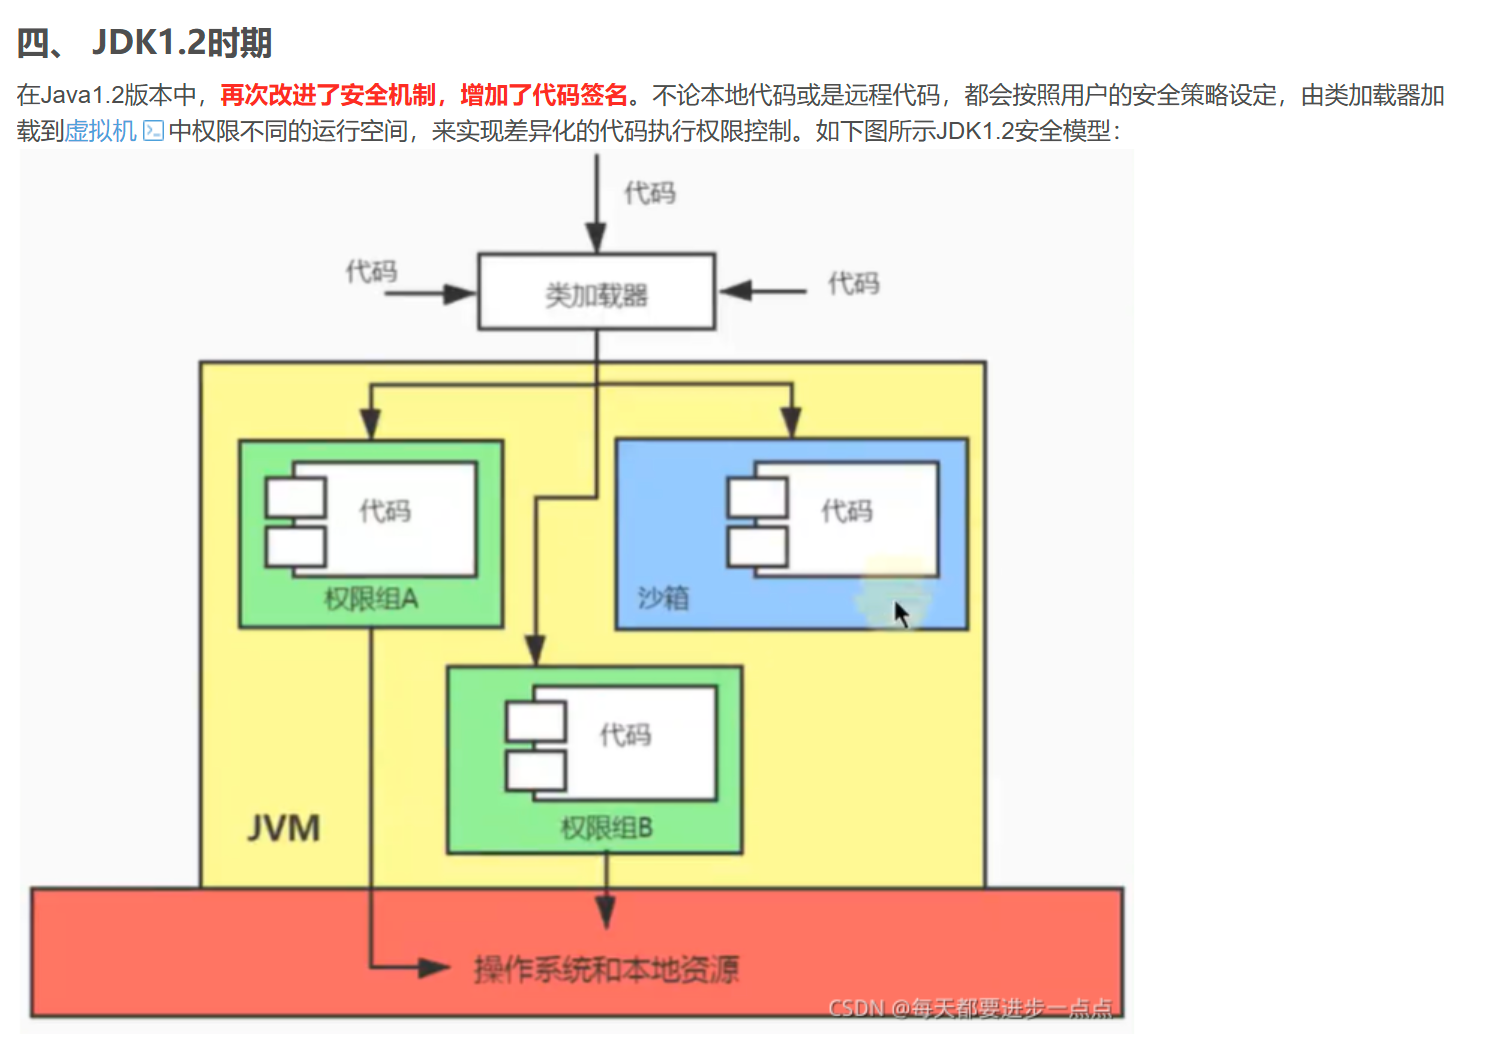 四、 JDK1.2时期
在Java1.2版本中，再次改进了安全机制，增加了代码签名。不论本地代码或是远程代码，都会按照用户的安全策略设定，由类加载器加
载到虚拟机中权限不同的运行空间，来实现差异化的代码执行权限控制。如下图所示JDK1.2安全模型：
代码
代码
类加载器
代码
代码
权限组A
代码
沙箱
代码
权限组B
JVM
操作系统和本地资源
CSDN @每天都要进步一点点